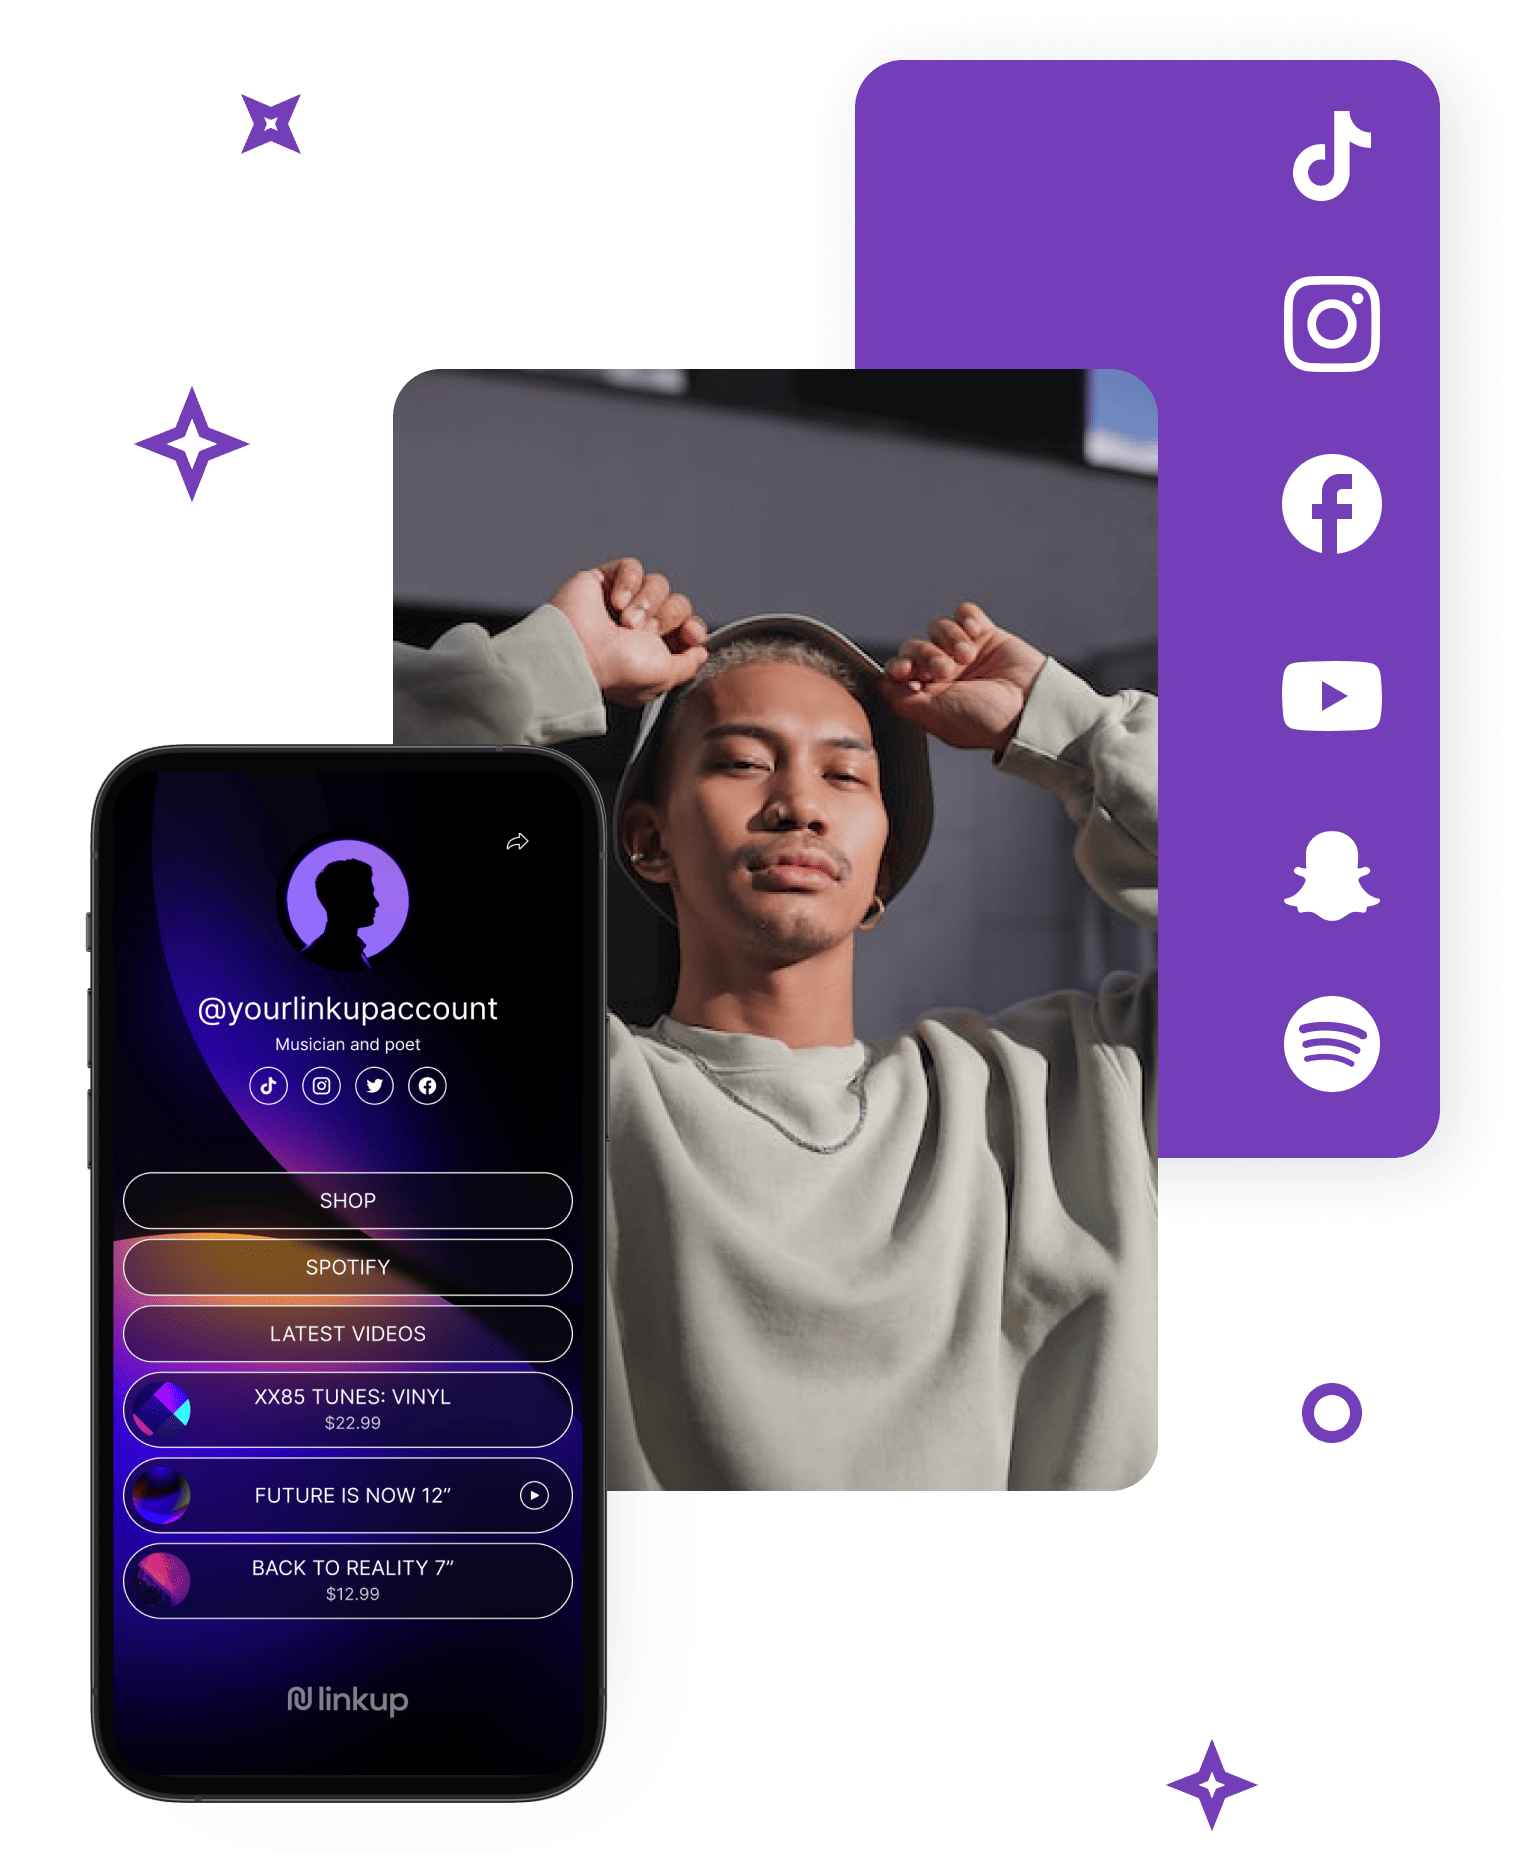 @yourlinkupaccount
Musician and poet
SHOP
SPOTIFY
LATEST VIDEOS
XX85 TUNES: VINYL
$22.99
FUTURE IS NOW 12”
BACK TO REALITY 7”
$12.99
linkup